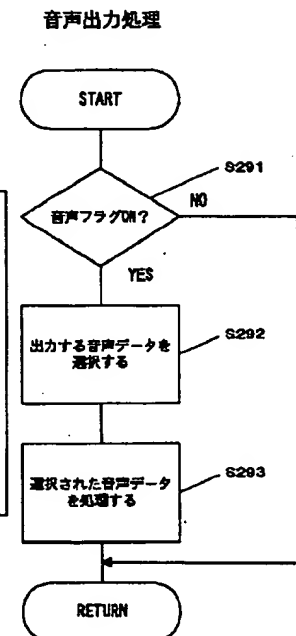 音声出力処理
START
S291
音声フラグON？
NO
YES
出力する音声データを
選択する
S292
選択された音声データ
を処理する
S293
RETURN